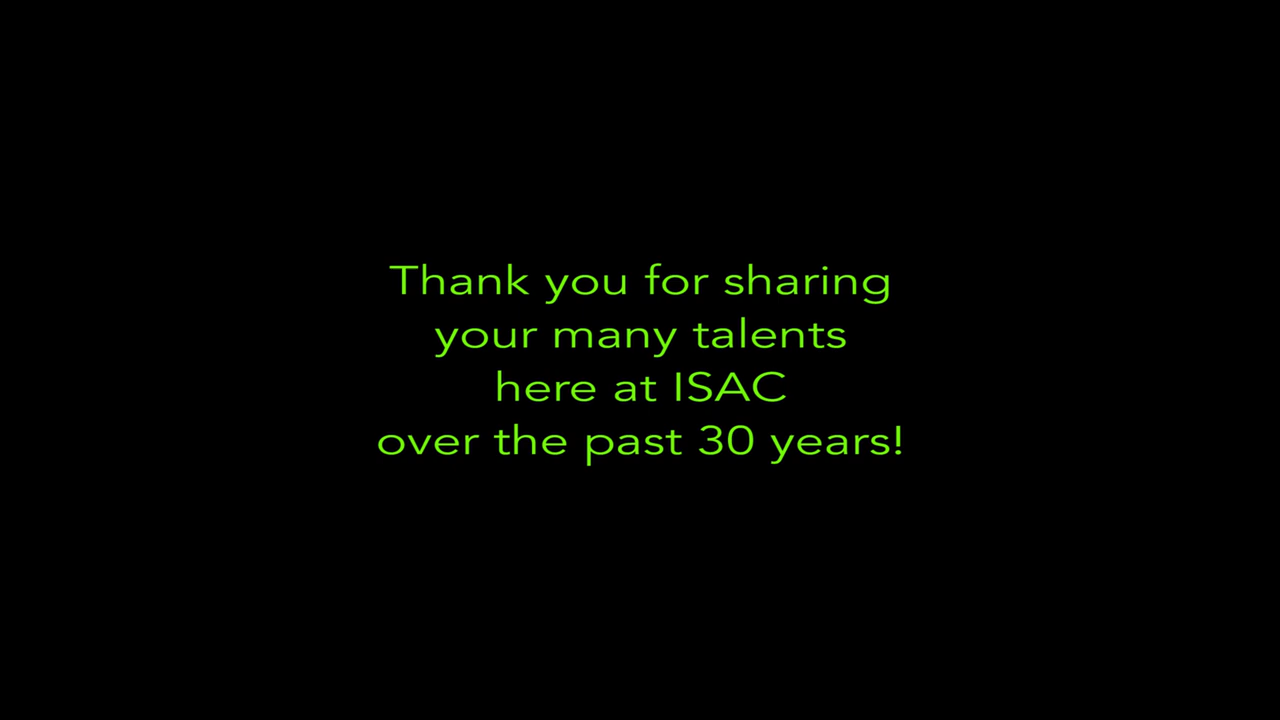 Thank you for sharing
your many talents
here at ISAC
over the past 30 years!